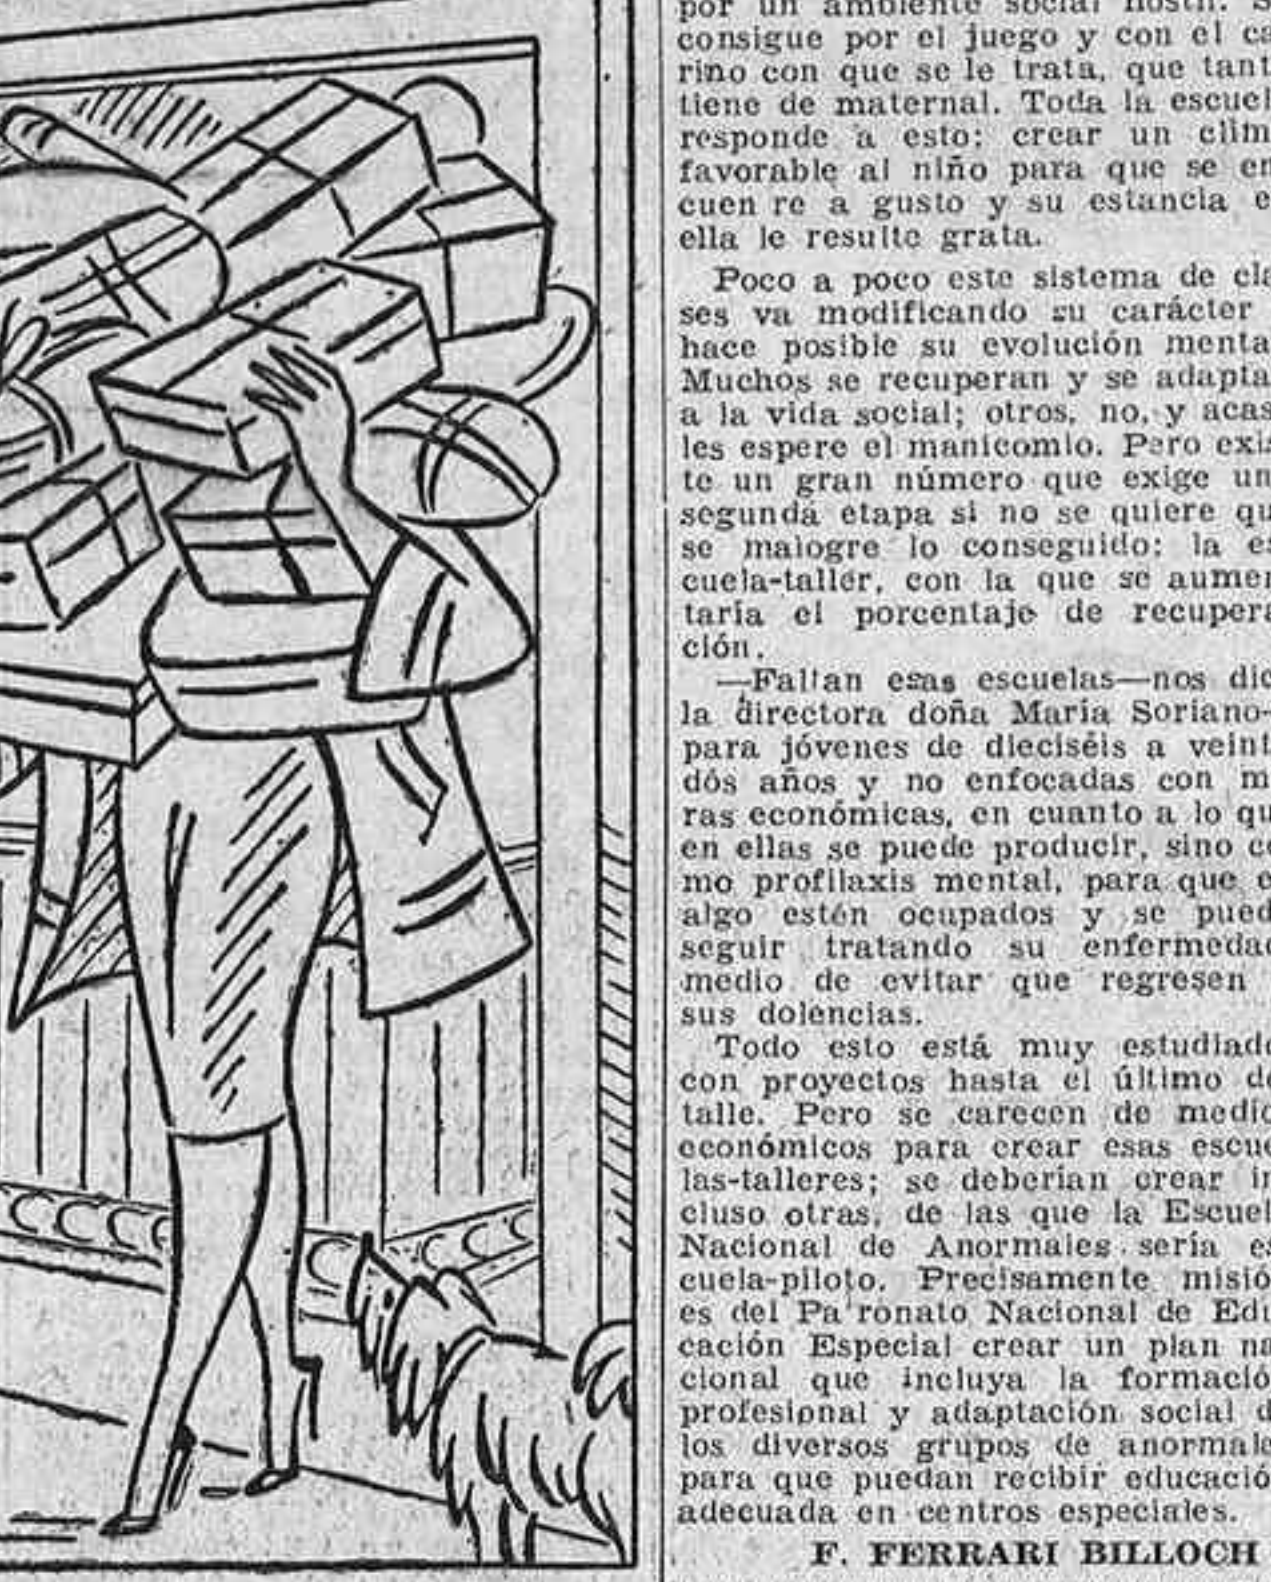 por un ambiente social hostil. S
consigue por el juego y con el ca
riño con que se le trata, que tant
tiene de maternal. Toda la escuel
responde a esto: crear un clim
favorable al niño para que se en
cuen re a gusto y su estancia e
ella le resulte grata.
Poco a poco este sistema de cla
ses va modificando su carácter
hace posible su evolución menta
Muchos se recuperan y se adapta
a la vida social; otros, no, y acas
les espere el manicomio. Pero exis
te un gran número que exige un
segunda etapa si no se quiere qu
se malogre lo conseguido: la es
cuela-taller, con la que se aumen
taría el porcentaje de recupera
ción.
—Faltan esas escuelas—nos dic
la directora doña María Soriano—
para jóvenes de dieciséis a veint
dós años y no enfocadas con mi
ras económicas, en cuanto a lo qu
en ellas se puede producir, sino co
mo profilaxis mental, para que e
algo estén ocupados y se pued
seguir tratando su enfermedad
medio de evitar que regresen
sus dolencias.
Todo esto está muy estudiado
con proyectos hasta el último de
talle. Pero se carecen de medio
económicos para crear esas escue
las-talleres; se deberían crear in
cluso otras, de las que la Escuel
Nacional de Anormales sería es
cuela-piloto. Precisamente misió
es del Pa ronato Nacional de Edu
cación Especial crear un plan na
cional que incluya la formació
profesional y adaptación social d
los diversos grupos de anormale
para que puedan recibir educació
adecuada en centros especiales.
F. FERRARI BILLOCH